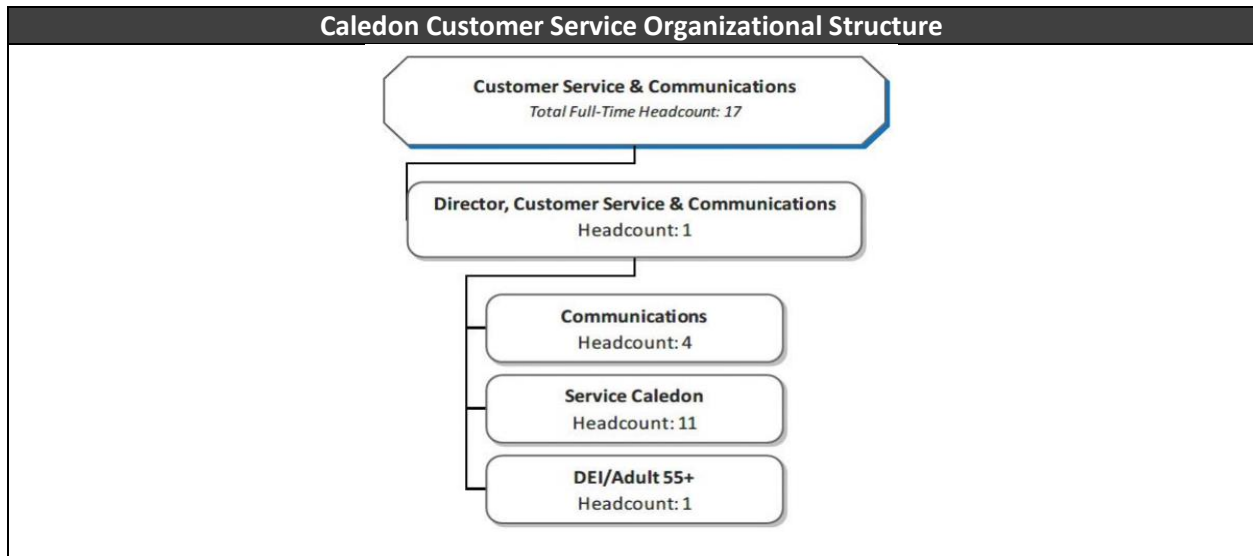 Caledon Customer Service Organizational Structure
Customer Service & Communications
Total Full-Time Headcount: 17
Director, Customer Service & Communications
Headcount: 1
Communications
Headcount: 4
Service Caledon
Headcount: 11
DEI/Adult 55+
Headcount: 1